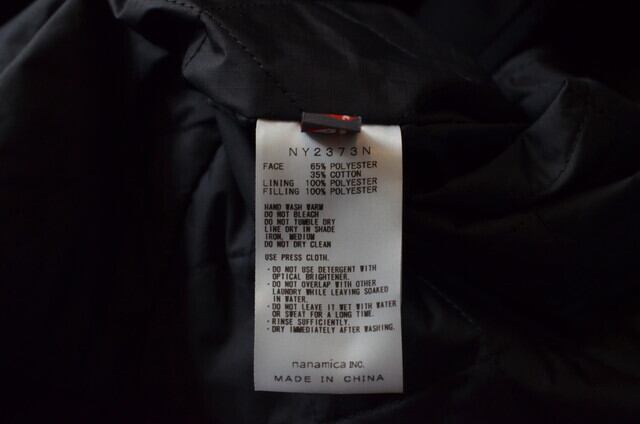 NY2373N
FACE 65% POLYESTER
35% COTTON
LINING 100% POLYESTER
FILLING 100% POLYESTER
HAND WASH WARM
DO NOT BLEACH
DO NOT TUMBLE DRY
LINE DRY IN SHADE
IRON, MEDIUM
DO NOT DRY CLEAN
USE PRESS CLOTH.
・DO NOT USE DETERGENT WITH
OPTICAL BRIGHTENER.
・DO NOT OVERLAP WITH OTHER
LAUNDRY WHILE LEAVING SOAKED
IN WATER.
・DO NOT LEAVE IT WET WITH WATER
OR SWEAT FOR A LONG TIME.
・RINSE SUFFICIENTLY.
・DRY IMMEDIATELY AFTER WASHING.
nanamica INC.
MADE IN CHINA